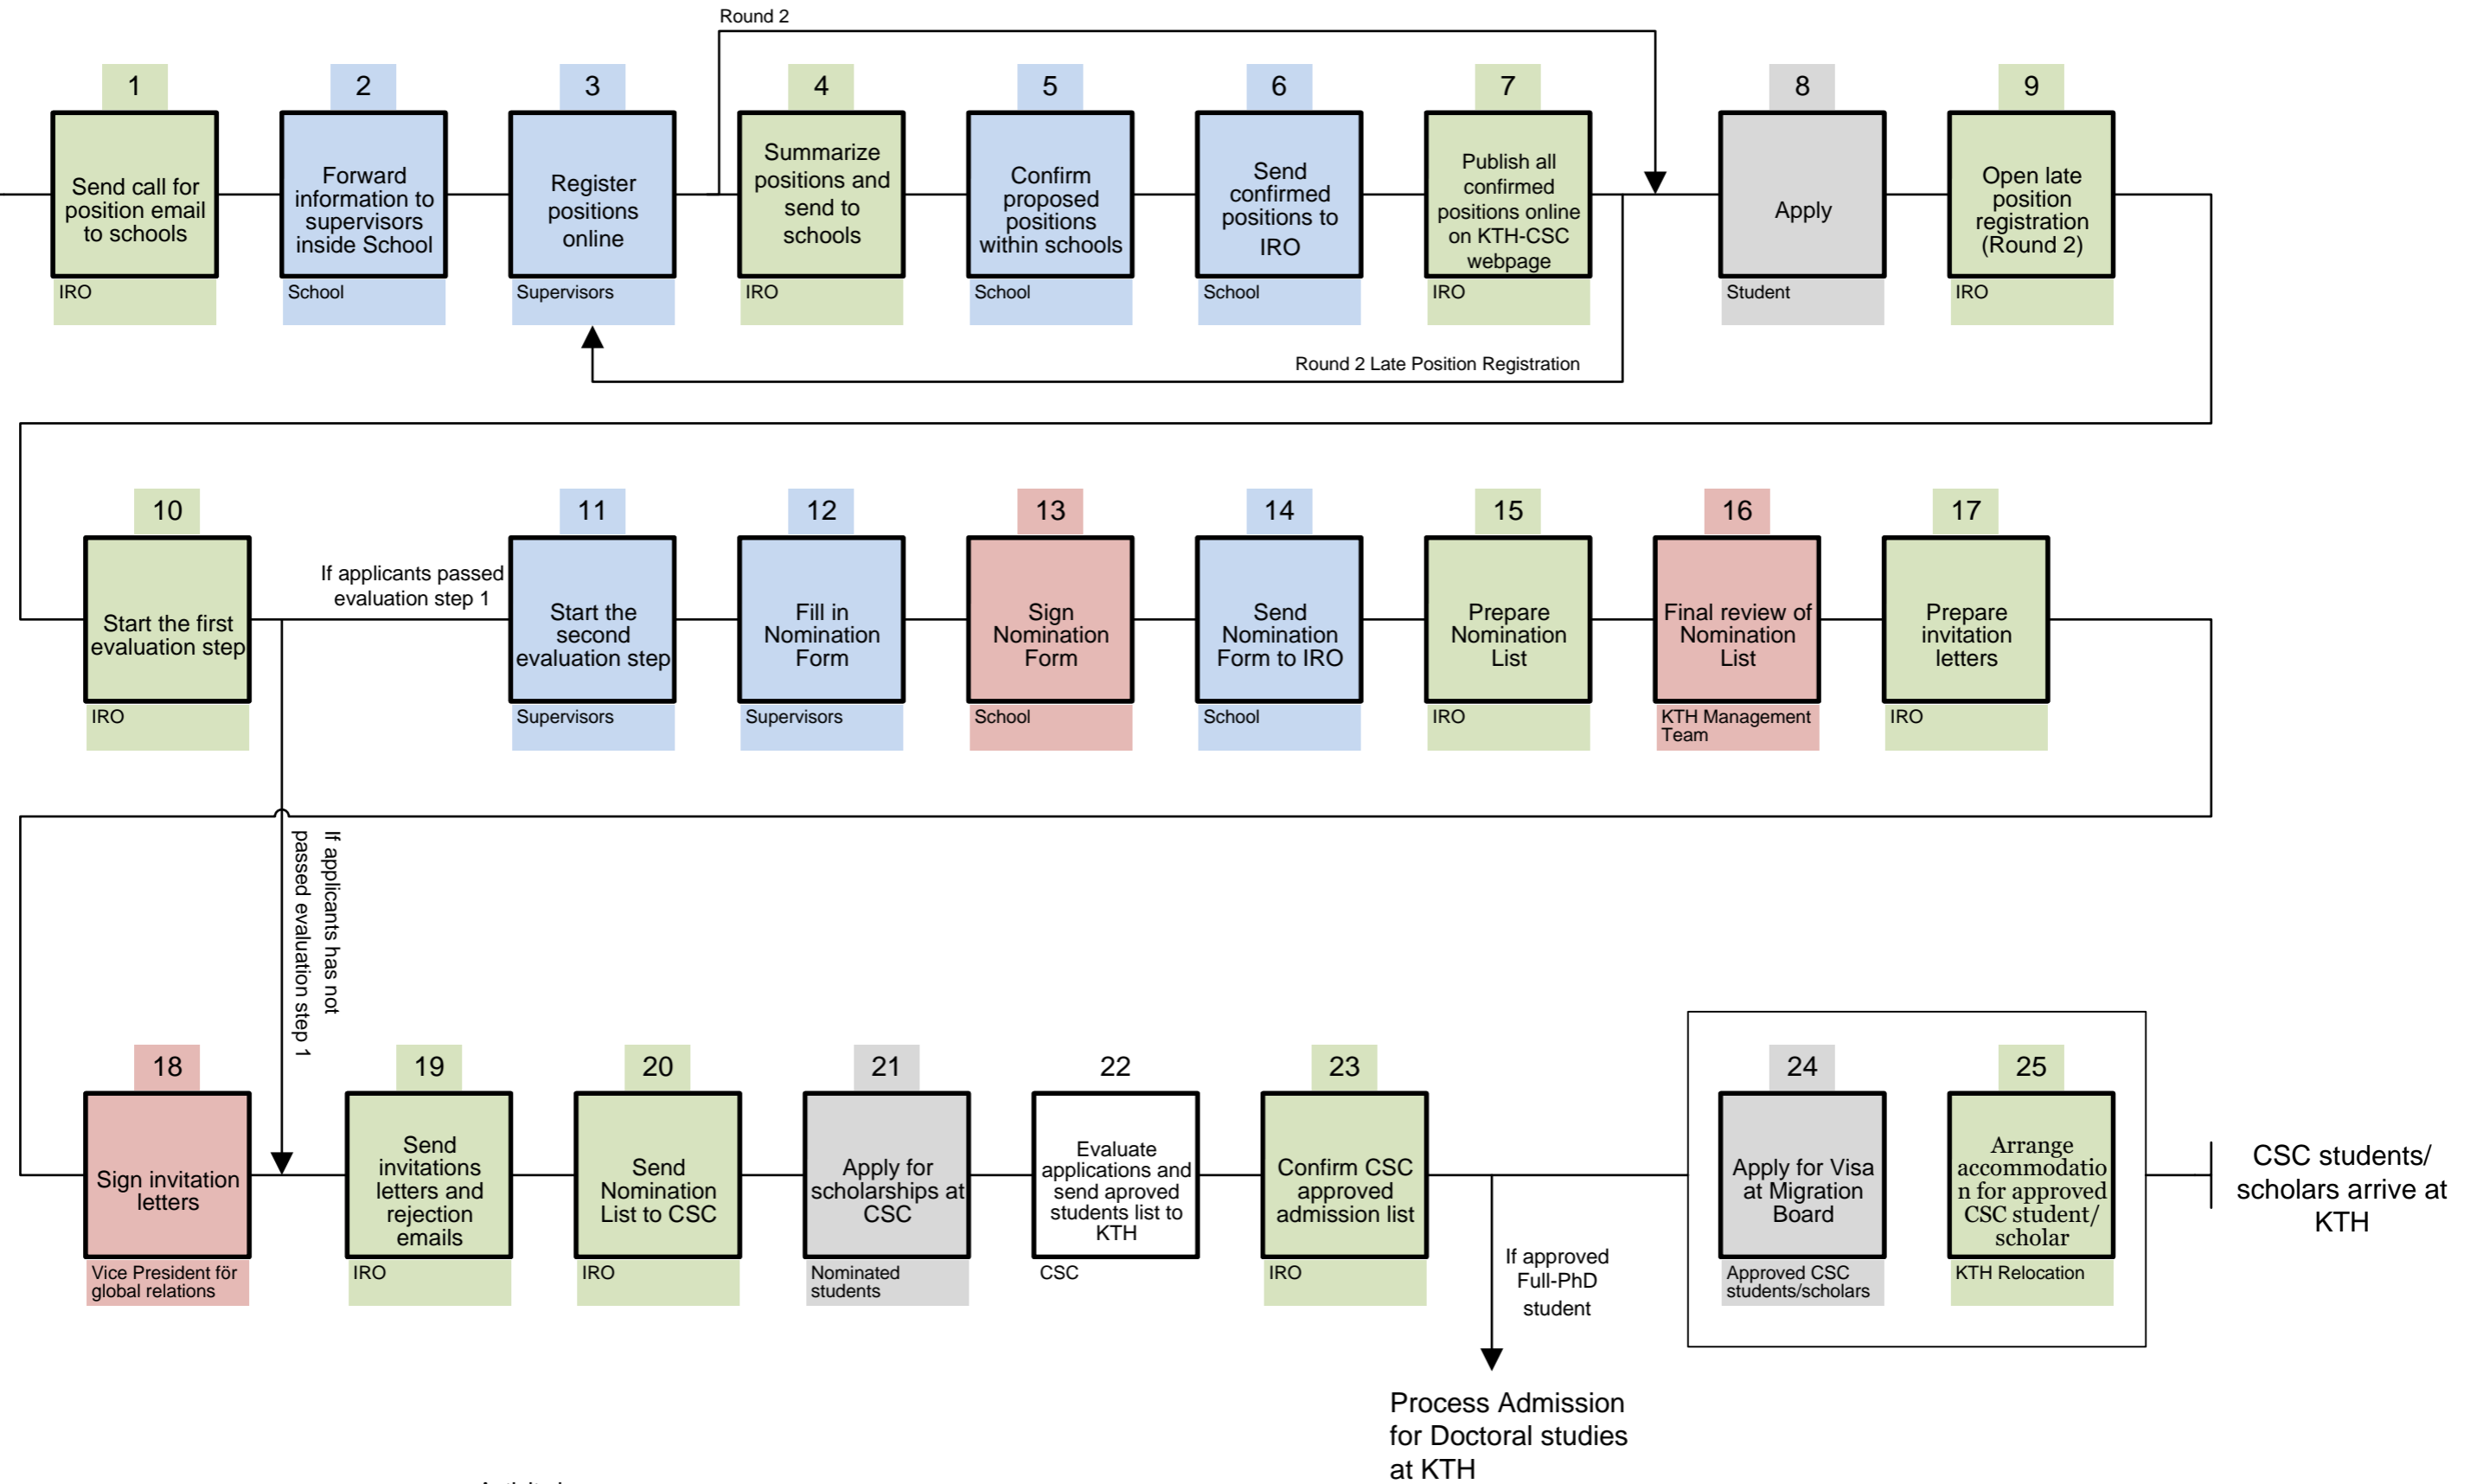 Round 2
1
2
3
4
5
6
7
8
9
Send call for
position email
to schools
IRO
Forward
information to
supervisors
inside School
School
Register
positions
online
Supervisors
Summarize
positions and
send to
schools
IRO
Confirm
proposed
positions
within schools
School
Send
confirmed
positions to
IRO
School
Publish all
confirmed
positions online
on KTH-CSC
webpage
IRO
Apply
Student
Open late
position
registration
(Round 2)
IRO
Round 2 Late Position Registration
10
11
12
13
14
15
16
17
Start the first
evaluation step
IRO
If applicants passed
evaluation step 1
Start the
second
evaluation step
Supervisors
Fill in
Nomination
Form
Supervisors
Sign
Nomination
Form
School
Send
Nomination
Form to IRO
School
Prepare
Nomination
List
IRO
Final review of
Nomination
List
KTH Management
Team
Prepare
invitation
letters
IRO
If applicants has not
passed evaluation step 1
18
19
20
21
22
23
24
25
Sign invitation
letters
Vice President för
global relations
Send
invitations
letters and
rejection
emails
IRO
Send
Nomination
List to CSC
IRO
Apply for
scholarships at
CSC
Nominated
students
Evaluate
applications and
send aproved
students list to
KTH
CSC
Confirm CSC
approved
admission list
IRO
If approved
Full-PhD
student
Process Admission
for Doctoral studies
at KTH
Apply for Visa
at Migration
Board
Approved CSC
students/scholars
Arrange
accommodatio
n for approved
CSC student/
scholar
KTH Relocation
CSC students/
scholars arrive at
KTH